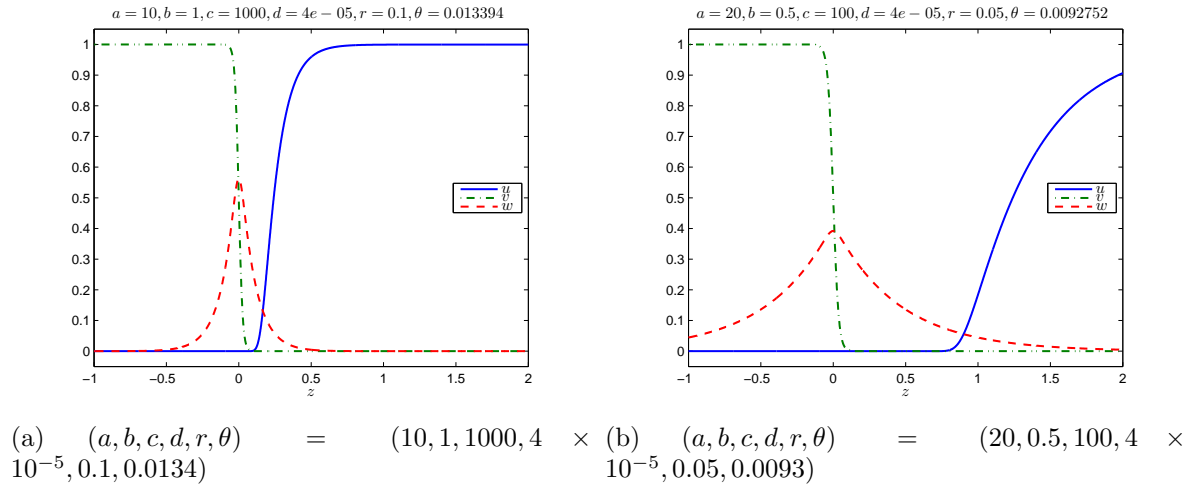 a = 10, b = 1, c = 1000, d = 4e − 05, r = 0.1, θ = 0.013394
1
0.9
0.8
0.7
0.6
0.5
0.4
0.3
0.2
0.1
0
−1
−0.5
0
0.5
1
1.5
2
z
u
v
w
a = 20, b = 0.5, c = 100, d = 4e − 05, r = 0.05, θ = 0.0092752
1
0.9
0.8
0.7
0.6
0.5
0.4
0.3
0.2
0.1
0
−1
−0.5
0
0.5
1
1.5
2
z
u
v
w
(a) (a, b, c, d, r, θ) = (10, 1, 1000, 4 ×
10⁻⁵, 0.1, 0.0134)
(b) (a, b, c, d, r, θ) = (20, 0.5, 100, 4 ×
10⁻⁵, 0.05, 0.0093)